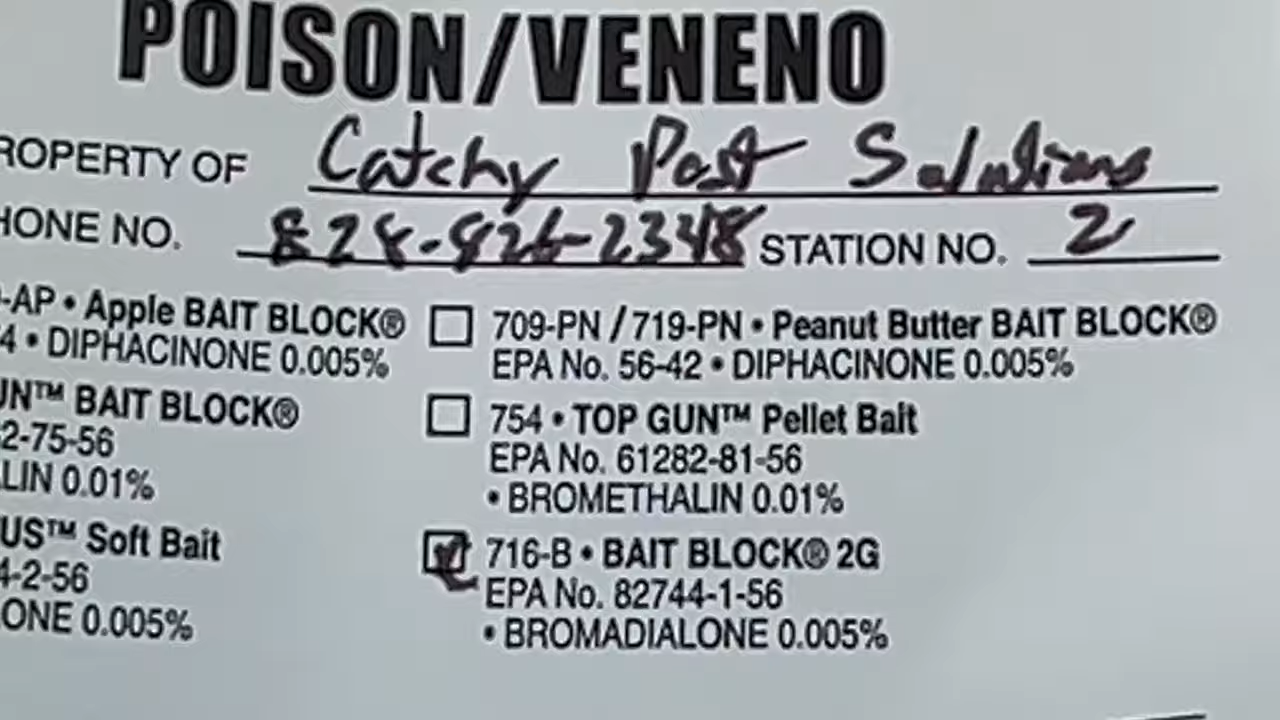 POISON/VENENO
ROPERTY OF Catchy Pest Solutions
HONE NO. 828-826-2348 STATION NO. 2
-AP • Apple BAIT BLOCK®
4 • DIPHACINONE 0.005%
709-PN / 719-PN • Peanut Butter BAIT BLOCK®
EPA No. 56-42 • DIPHACINONE 0.005%
UN™ BAIT BLOCK®
2-75-56
LIN 0.01%
754 • TOP GUN™ Pellet Bait
EPA No. 61282-81-56
• BROMETHALIN 0.01%
US™ Soft Bait
4-2-56
ONE 0.005%
716-B • BAIT BLOCK® 2G
EPA No. 82744-1-56
• BROMADIALONE 0.005%